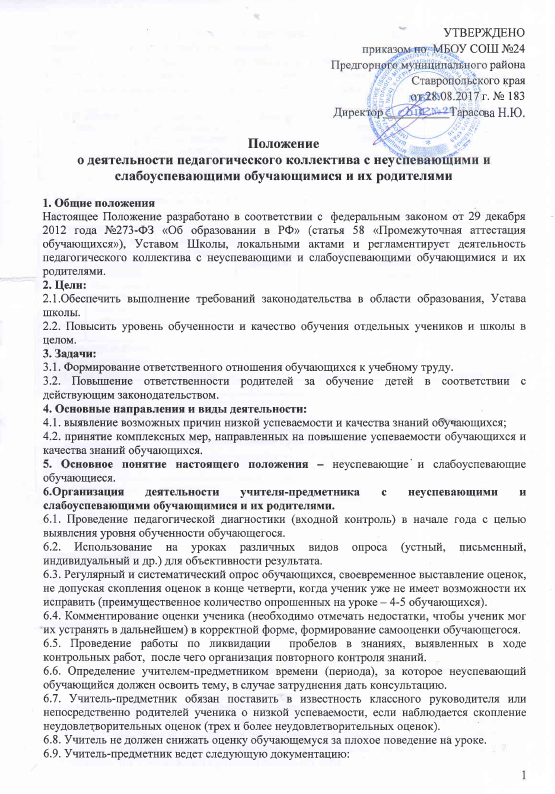 УТВЕРЖДЕНО
приказом по МБОУ СОШ №24
Предгорного муниципального района
Ставропольского края
от 28.08.2017 г. № 183
Директор Тарасова Н.Ю.
Положение
о деятельности педагогического коллектива с неуспевающими и
слабоуспевающими обучающимися и их родителями
1. Общие положения
Настоящее Положение разработано в соответствии с федеральным законом от 29 декабря
2012 года №273-ФЗ «Об образовании в РФ» (статья 58 «Промежуточная аттестация
обучающихся»), Уставом Школы, локальными актами и регламентирует деятельность
педагогического коллектива с неуспевающими и слабоуспевающими обучающимися и их
родителями.
2. Цели:
2.1.Обеспечить выполнение требований законодательства в области образования, Устава
школы.
2.2. Повысить уровень обученности и качество обучения отдельных учеников и школы в
целом.
3. Задачи:
3.1. Формирование ответственного отношения обучающихся к учебному труду.
3.2. Повышение ответственности родителей за обучение детей в соответствии с
действующим законодательством.
4. Основные направления и виды деятельности:
4.1. выявление возможных причин низкой успеваемости и качества знаний обучающихся;
4.2. принятие комплексных мер, направленных на повышение успеваемости обучающихся и
качества знаний обучающихся.
5. Основное понятие настоящего положения – неуспевающие и слабоуспевающие
обучающиеся.
6.Организация деятельности учителя-предметника с неуспевающими и
слабоуспевающими обучающимися и их родителями.
6.1. Проведение педагогической диагностики (входной контроль) в начале года с целью
выявления уровня обученности обучающегося.
6.2. Использование на уроках различных видов опроса (устный, письменный,
индивидуальный и др.) для объективности результата.
6.3. Регулярный и систематический опрос обучающихся, своевременное выставление оценок,
не допуская скопления оценок в конце четверти, когда ученик уже не имеет возможности их
исправить (преимущественное количество опрошенных на уроке – 4-5 обучающихся).
6.4. Комментирование оценки ученика (необходимо отмечать недостатки, чтобы ученик мог
их устранять в дальнейшем) в корректной форме, формирование самооценки обучающегося.
6.5. Проведение работы по ликвидации пробелов в знаниях, выявленных в ходе
контрольных работ, после чего организация повторного контроля знаний.
6.6. Определение учителем-предметником времени (периода), за которое неуспевающий
обучающийся должен освоить тему, в случае затруднения дать консультацию.
6.7. Учитель-предметник обязан поставить в известность классного руководителя или
непосредственно родителей ученика о низкой успеваемости, если наблюдается скопление
неудовлетворительных оценок (трех и более неудовлетворительных оценок).
6.8. Учитель не должен снижать оценку обучающемуся за плохое поведение на уроке.
6.9. Учитель-предметник ведет следующую документацию:
1